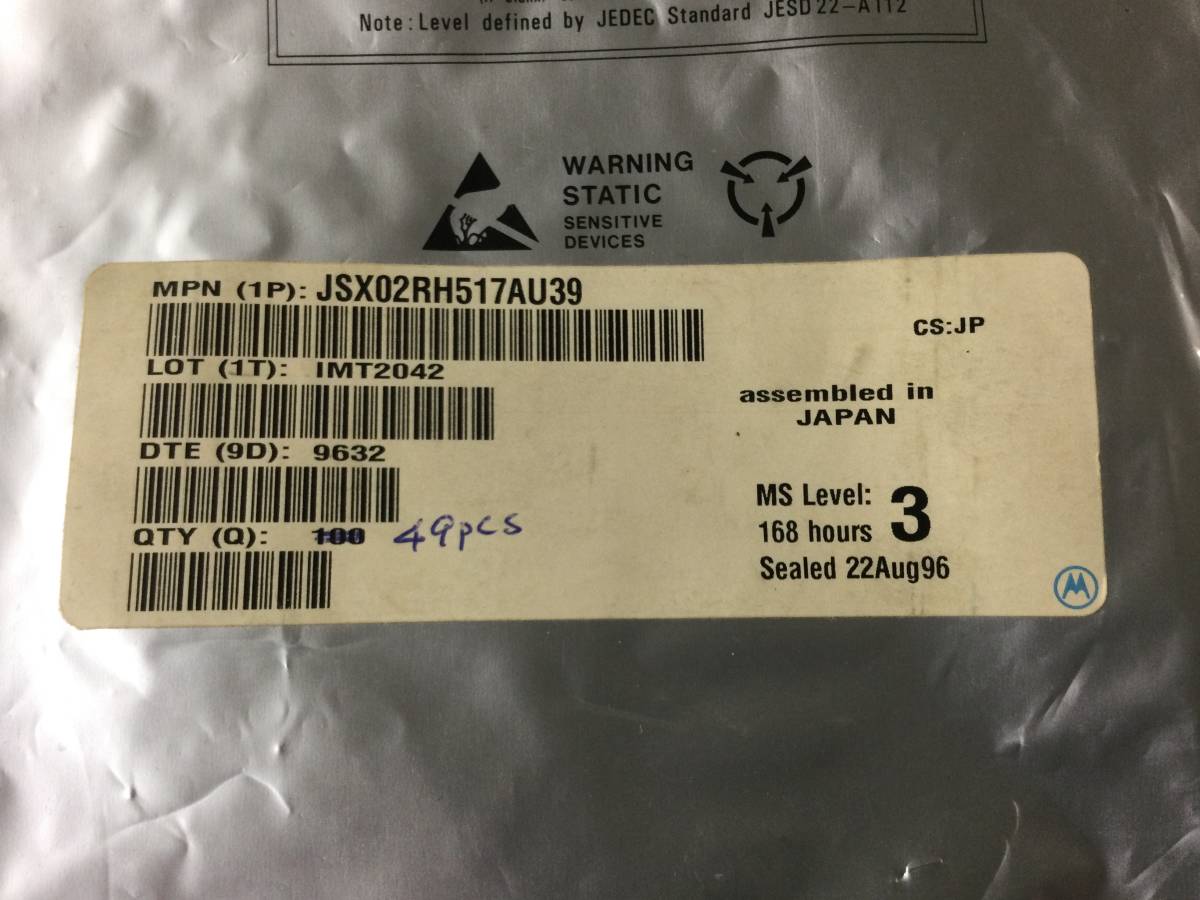 Note: Level defined by JEDEC Standard JESD22-A112
WARNING
STATIC
SENSITIVE
DEVICES
MPN (1P): JSX02RH517AU39
CS:JP
LOT (1T): IMT2042
assembled in
JAPAN
DTE (9D): 9632
MS Level: 3
168 hours
QTY (Q): 100 49pcs
Sealed 22Aug96